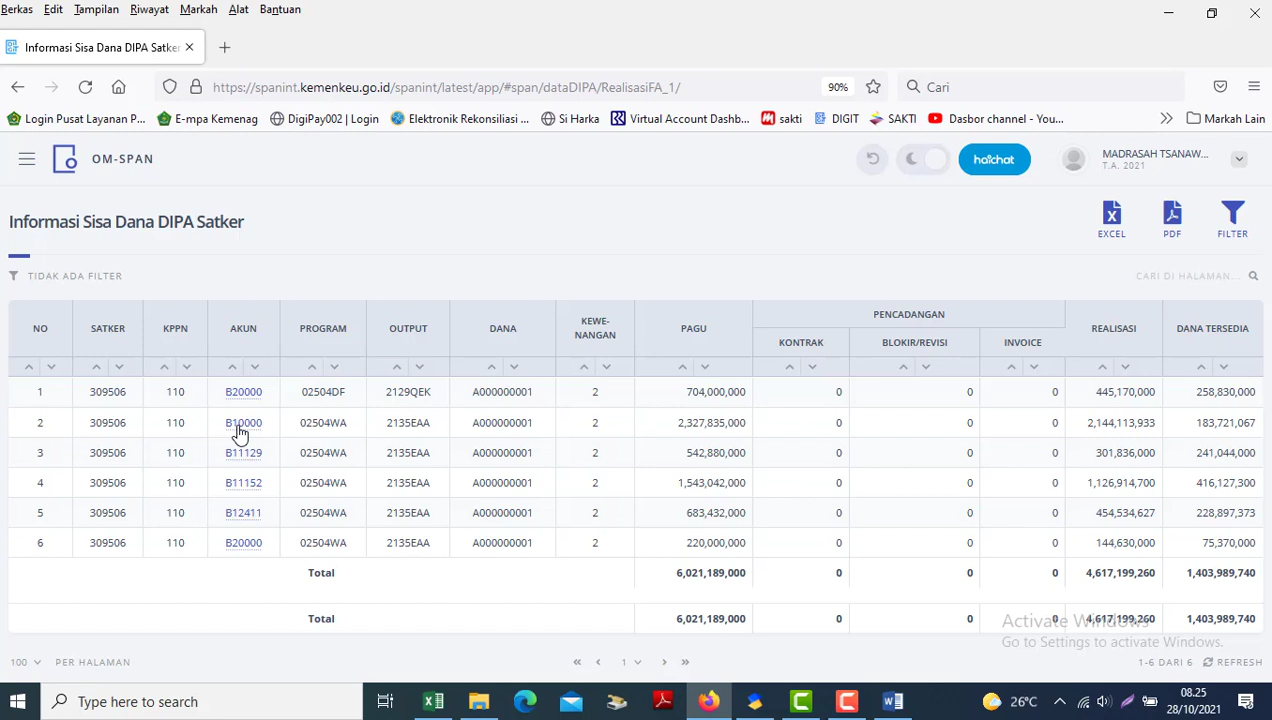 Berkas Edit Tampilan Riwayat Markah Alat Bantuan
Informasi Sisa Dana DIPA Satker
https://spanint.kemenkeu.go.id/spanint/latest/app/#span/dataDIPA/RealisasiFA_1/ 90% Cari
Login Pusat Layanan P... E-mpa Kemenag DigiPay002 | Login Elektronik Rekonsiliasi ... Si Harka Virtual Account Dashb... sakti DIGIT SAKTI Dasbor channel - You... Markah Lain
OM-SPAN haichat MADRASAH TSANAW...
T.A. 2021
Informasi Sisa Dana DIPA Satker
EXCEL PDF FILTER
TIDAK ADA FILTER CARI DI HALAMAN...
NO SATKER KPPN AKUN PROGRAM OUTPUT DANA KEWE-NANGAN PAGU PENCADANGAN REALISASI DANA TERSEDIA
KONTRAK BLOKIR/REVISI INVOICE
1 309506 110 B20000 02504DF 2129QEK A000000001 2 704,000,000 0 0 0 445,170,000 258,830,000
2 309506 110 B10000 02504WA 2135EAA A000000001 2 2,327,835,000 0 0 0 2,144,113,933 183,721,067
3 309506 110 B11129 02504WA 2135EAA A000000001 2 542,880,000 0 0 0 301,836,000 241,044,000
4 309506 110 B11152 02504WA 2135EAA A000000001 2 1,543,042,000 0 0 0 1,126,914,700 416,127,300
5 309506 110 B12411 02504WA 2135EAA A000000001 2 683,432,000 0 0 0 454,534,627 228,897,373
6 309506 110 B20000 02504WA 2135EAA A000000001 2 220,000,000 0 0 0 144,630,000 75,370,000
Total 6,021,189,000 0 0 0 4,617,199,260 1,403,989,740
Total 6,021,189,000 0 0 0 4,617,199,260 1,403,989,740
Activate Windows
Go to Settings to activate Windows.
100 PER HALAMAN 1 1-6 DARI 6 REFRESH
Type here to search 26°C 08.25
28/10/2021